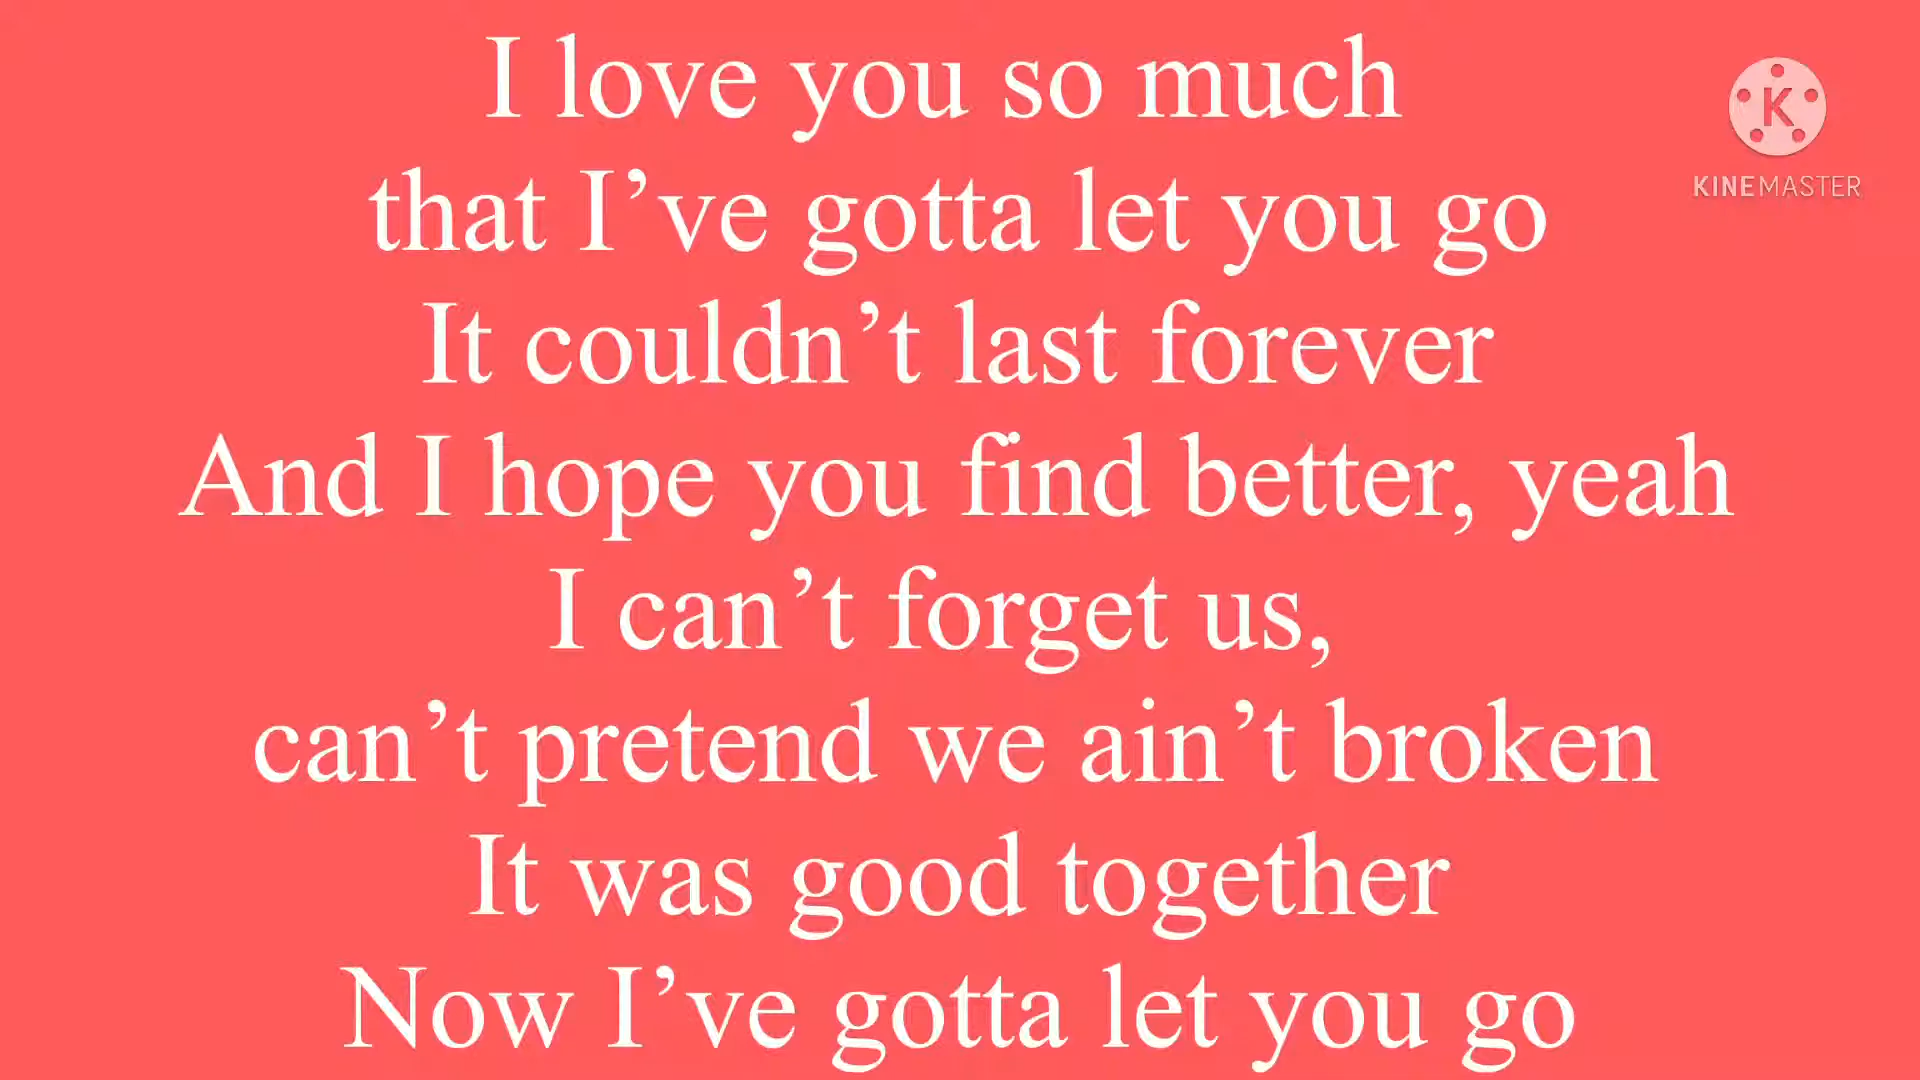 I love you so much
that I’ve gotta let you go
It couldn’t last forever
And I hope you find better, yeah
I can’t forget us,
can’t pretend we ain’t broken
It was good together
Now I’ve gotta let you go
K
KINEMASTER